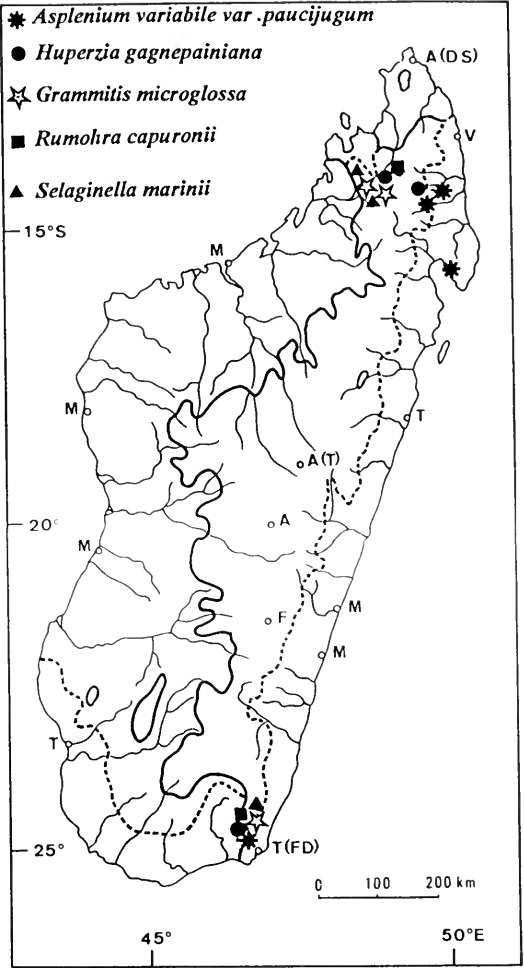 Asplenium variabile var .paucijugum
Huperzia gagnepainiana
Grammitis microglossa
Rumohra capuronii
Selaginella marinii
A(DS)
V
15°S
M
M
T
A(T)
20°
A
M
M
F
M
T
25°
T(FD)
0 100 200 km
45° 50°E